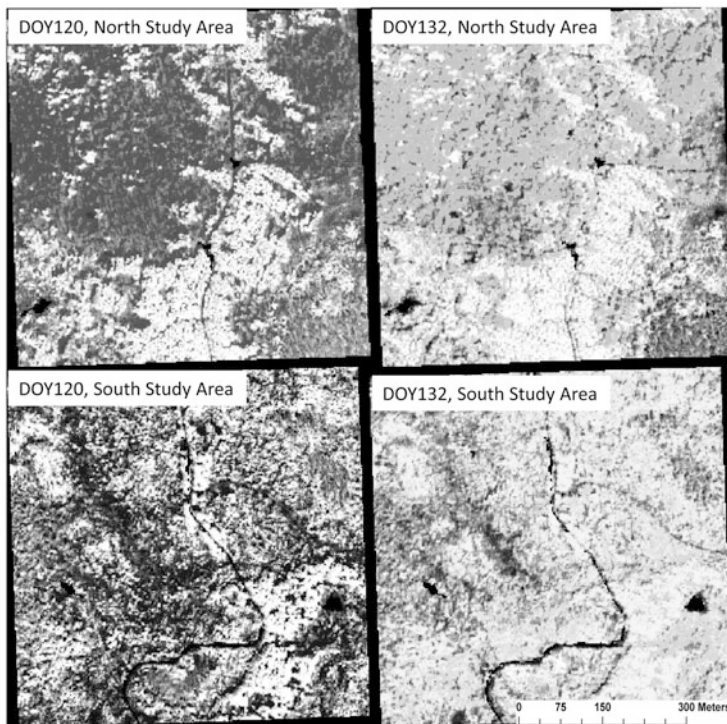 DOY120, North Study Area
DOY132, North Study Area
DOY120, South Study Area
DOY132, South Study Area
0 75 150 300 Meters